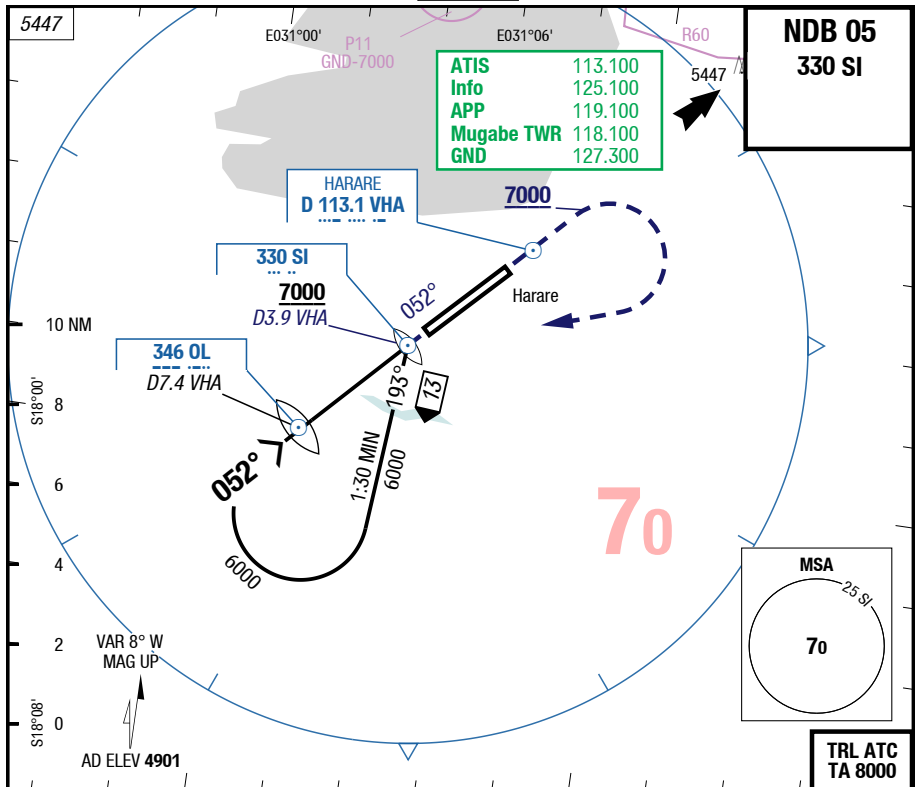 5447
E031°00'
E031°06'
P11
GND-7000
R60
5447
NDB 05
330 SI
ATIS 113.100
Info 125.100
APP 119.100
Mugabe TWR 118.100
GND 127.300
HARARE
D 113.1 VHA
7000
330 SI
7000
D3.9 VHA
052°
Harare
10 NM
346 OL
D7.4 VHA
193°
13
S18°00'
8
052°
1:30 MIN
6000
6
70
6000
4
MSA
25 SI
70
VAR 8° W
MAG UP
2
S18°08'
0
AD ELEV 4901
TRL ATC
TA 8000